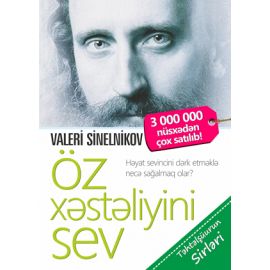 3 000 000
nüsxədən
çox satılıb!
VALERİ SİNELNİKOV
Həyat sevincini dərk etməklə
necə sağalmaq olar?
ÖZ
xəstəliyini
sev
Təhtəlşüurun
Sirləri